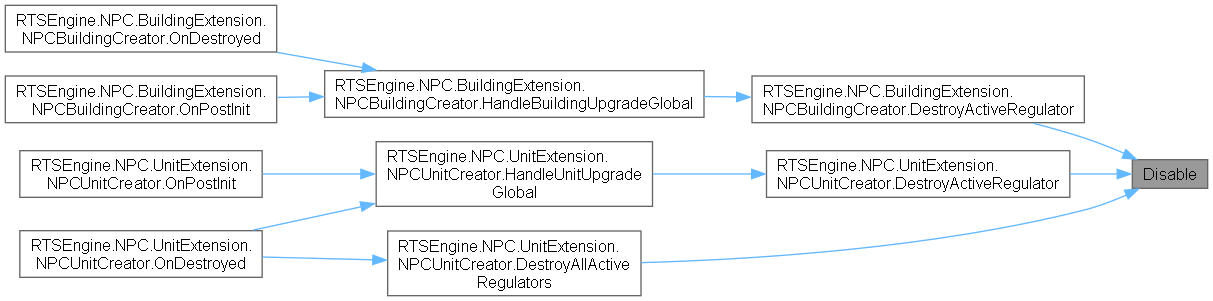 RTSEngine.NPC.BuildingExtension.
NPCBuildingCreator.OnDestroyed
RTSEngine.NPC.BuildingExtension.
NPCBuildingCreator.OnPostInit
RTSEngine.NPC.BuildingExtension.
NPCBuildingCreator.HandleBuildingUpgradeGlobal
RTSEngine.NPC.BuildingExtension.
NPCBuildingCreator.DestroyActiveRegulator
RTSEngine.NPC.UnitExtension.
NPCUnitCreator.OnPostInit
RTSEngine.NPC.UnitExtension.
NPCUnitCreator.HandleUnitUpgrade
Global
RTSEngine.NPC.UnitExtension.
NPCUnitCreator.DestroyActiveRegulator
Disable
RTSEngine.NPC.UnitExtension.
NPCUnitCreator.OnDestroyed
RTSEngine.NPC.UnitExtension.
NPCUnitCreator.DestroyAllActive
Regulators